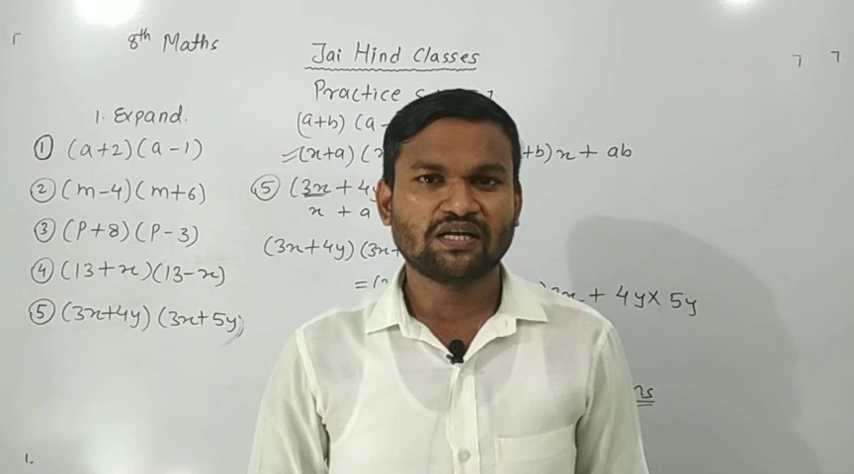 8th Maths
Jai Hind Classes
Practice
1. Expand.
(a+b) (a-
① (a+2)(a-1)
=(x+a) (
+b)x + ab
② (m-4)(m+6)
⑤ (3x+4y
x + a
③ (P+8)(P-3)
(3x+4y) (3x+
④ (13+x)(13-x)
=(
+ 4y× 5y
⑤ (3x+4y) (3x+5y)
1.